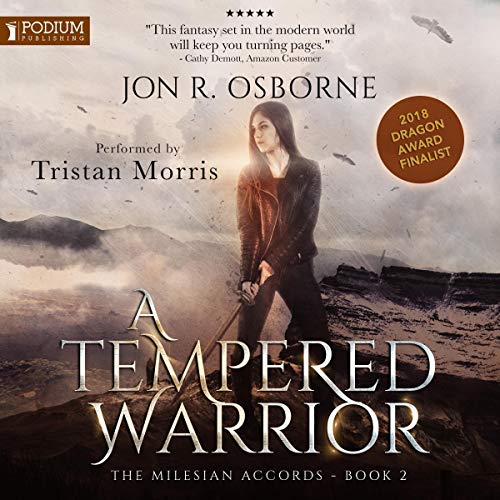 PODIUM
PUBLISHING
★★★★★
"This fantasy set in the modern world
will keep you turning pages."
- Cathy Demott, Amazon Customer
JON R. OSBORNE
2018
DRAGON
AWARD
FINALIST
Performed by
Tristan Morris
A
TEMPERED
WARRIOR
THE MILESIAN ACCORDS - BOOK 2